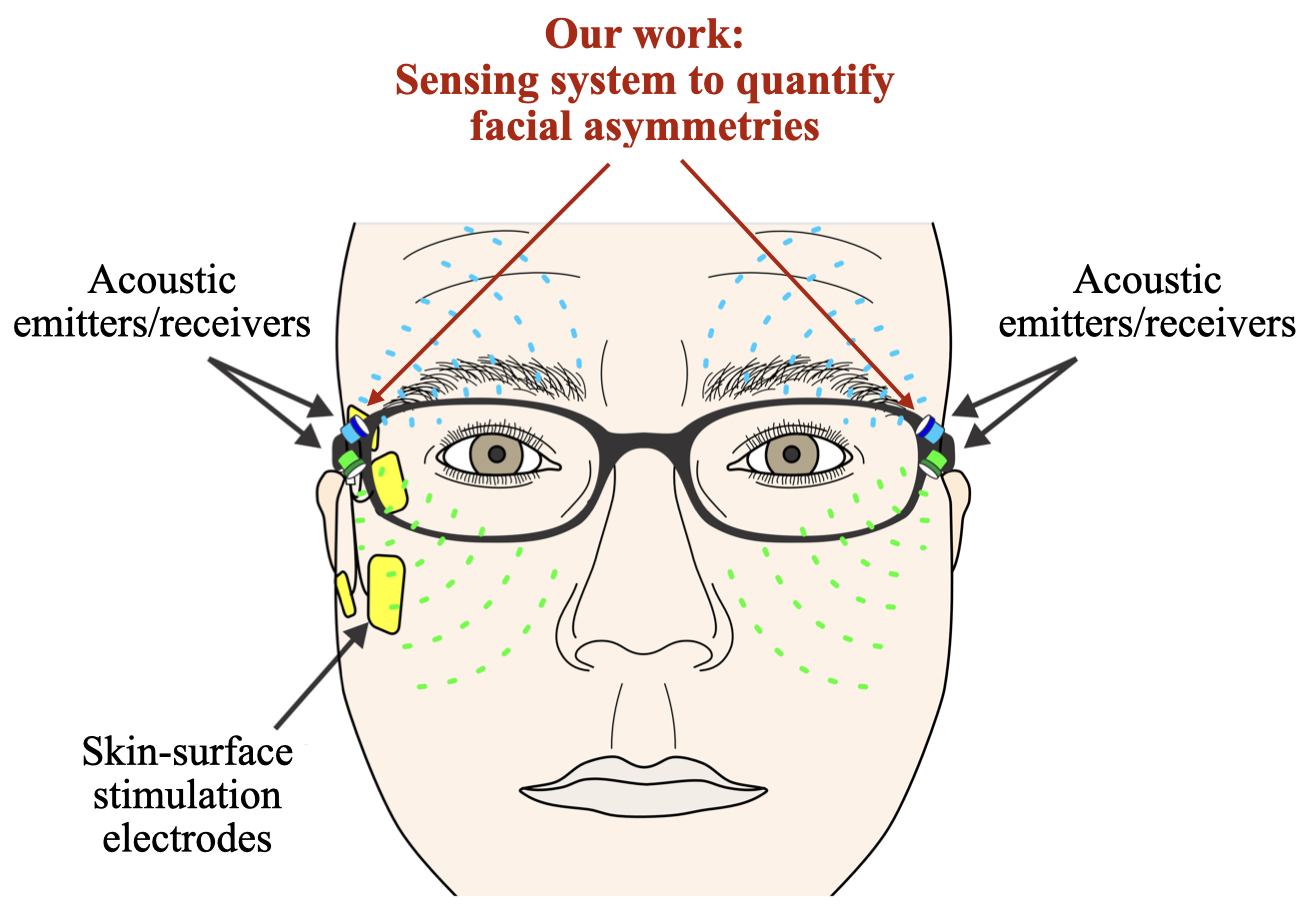 Our work:
Sensing system to quantify
facial asymmetries
Acoustic
emitters/receivers
Acoustic
emitters/receivers
Skin-surface
stimulation
electrodes